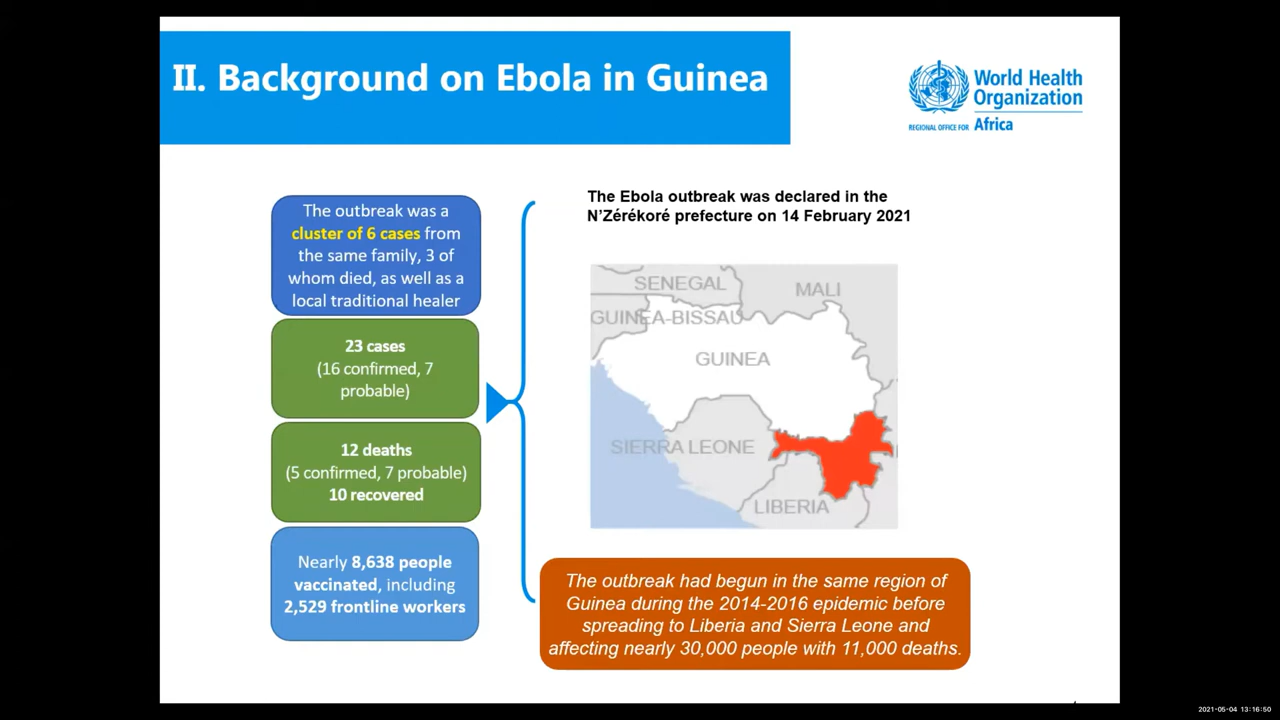 II. Background on Ebola in Guinea
World Health
Organization
REGIONAL OFFICE FOR Africa
The outbreak was a
cluster of 6 cases from
the same family, 3 of
whom died, as well as a
local traditional healer
23 cases
(16 confirmed, 7
probable)
12 deaths
(5 confirmed, 7 probable)
10 recovered
Nearly 8,638 people
vaccinated, including
2,529 frontline workers
The Ebola outbreak was declared in the
N'Zérékoré prefecture on 14 February 2021
SENEGAL
MALI
GUINEA-BISSAU
GUINEA
SIERRA LEONE
LIBERIA
The outbreak had begun in the same region of
Guinea during the 2014-2016 epidemic before
spreading to Liberia and Sierra Leone and
affecting nearly 30,000 people with 11,000 deaths.
2021-05-04 13:16:50